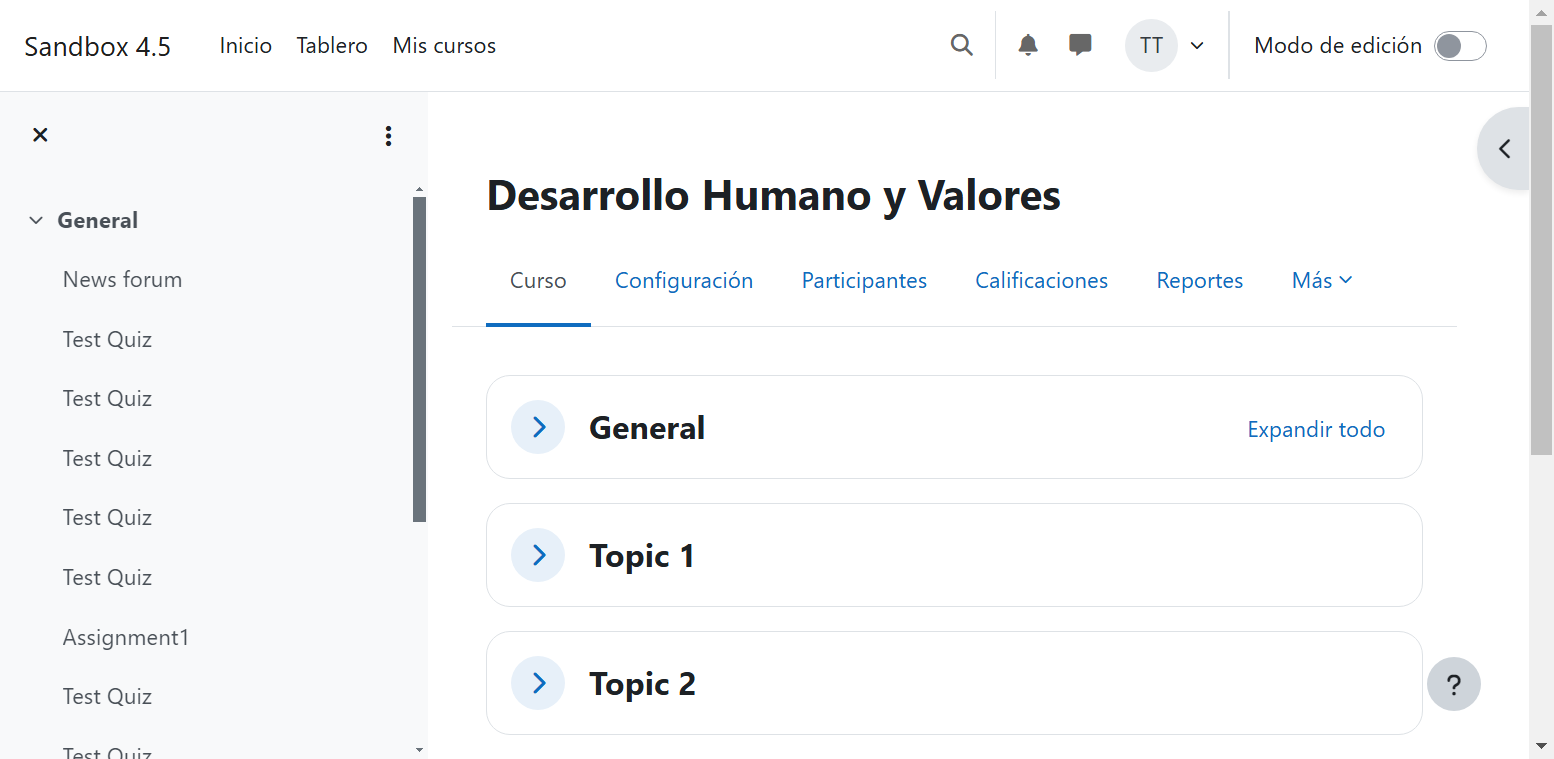 Sandbox 4.5 Inicio Tablero Mis cursos TT Modo de edición
General
News forum
Test Quiz
Test Quiz
Test Quiz
Test Quiz
Test Quiz
Assignment1
Test Quiz
Test Quiz
Desarrollo Humano y Valores
Curso Configuración Participantes Calificaciones Reportes Más
General Expandir todo
Topic 1
Topic 2
?